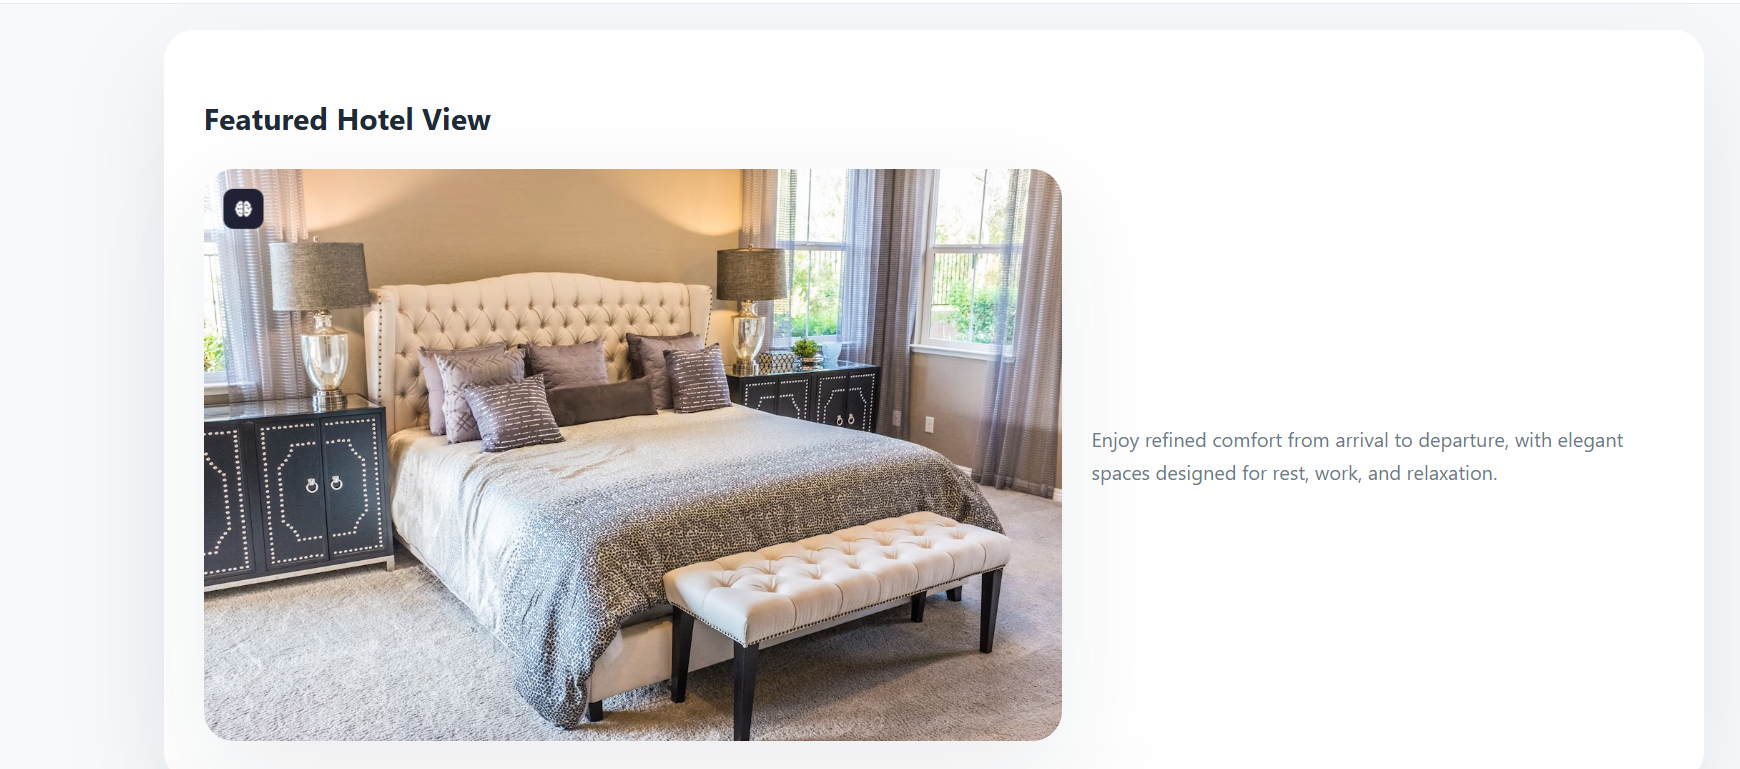 Featured Hotel View
Enjoy refined comfort from arrival to departure, with elegant
spaces designed for rest, work, and relaxation.